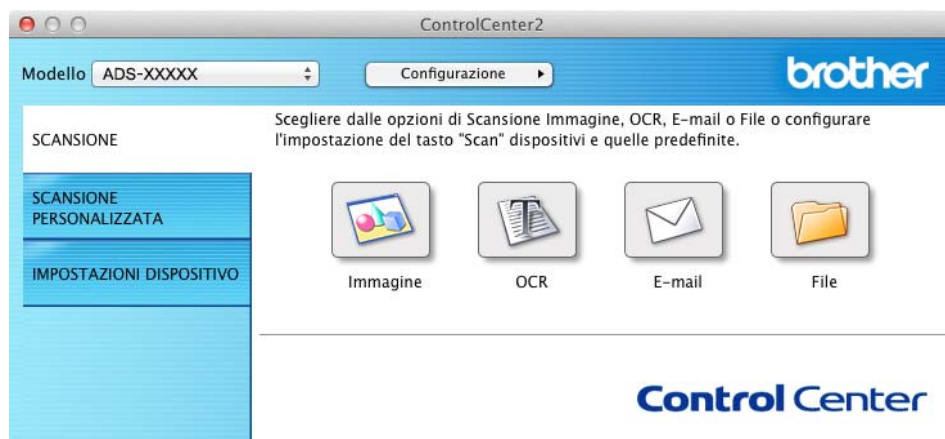 ControlCenter2
Modello ADS-XXXXX Configurazione brother
SCANSIONE
Scegliere dalle opzioni di Scansione Immagine, OCR, E-mail o File o configurare
l'impostazione del tasto "Scan" dispositivi e quelle predefinite.
SCANSIONE
PERSONALIZZATA
IMPOSTAZIONI DISPOSITIVO
Immagine OCR E-mail File
Control Center